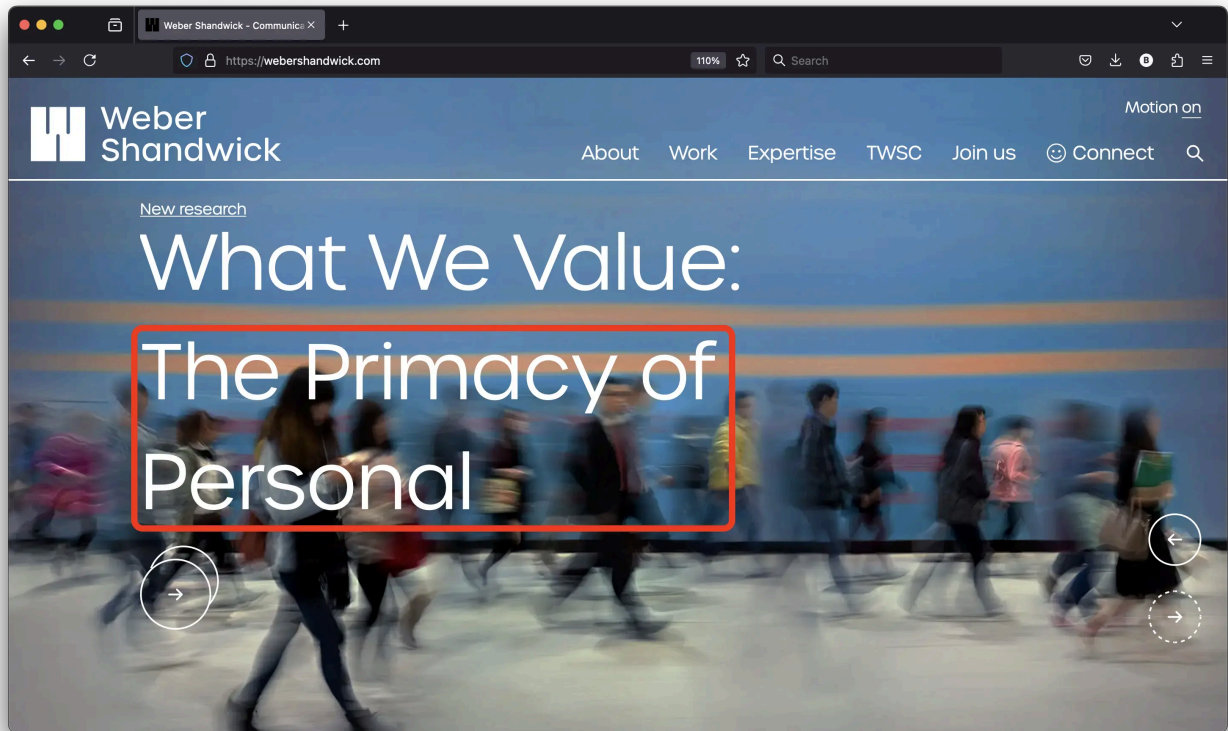 Weber Shandwick - Communica
https://webershandwick.com
110%
Search
B
Motion on
Weber
Shandwick
About Work Expertise TWSC Join us Connect
New research
What We Value:
The Primacy of
Personal